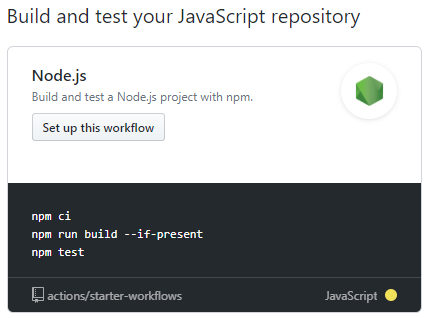 Build and test your JavaScript repository
Node.js
Build and test a Node.js project with npm.
Set up this workflow
npm ci
npm run build --if-present
npm test
actions/starter-workflows
JavaScript